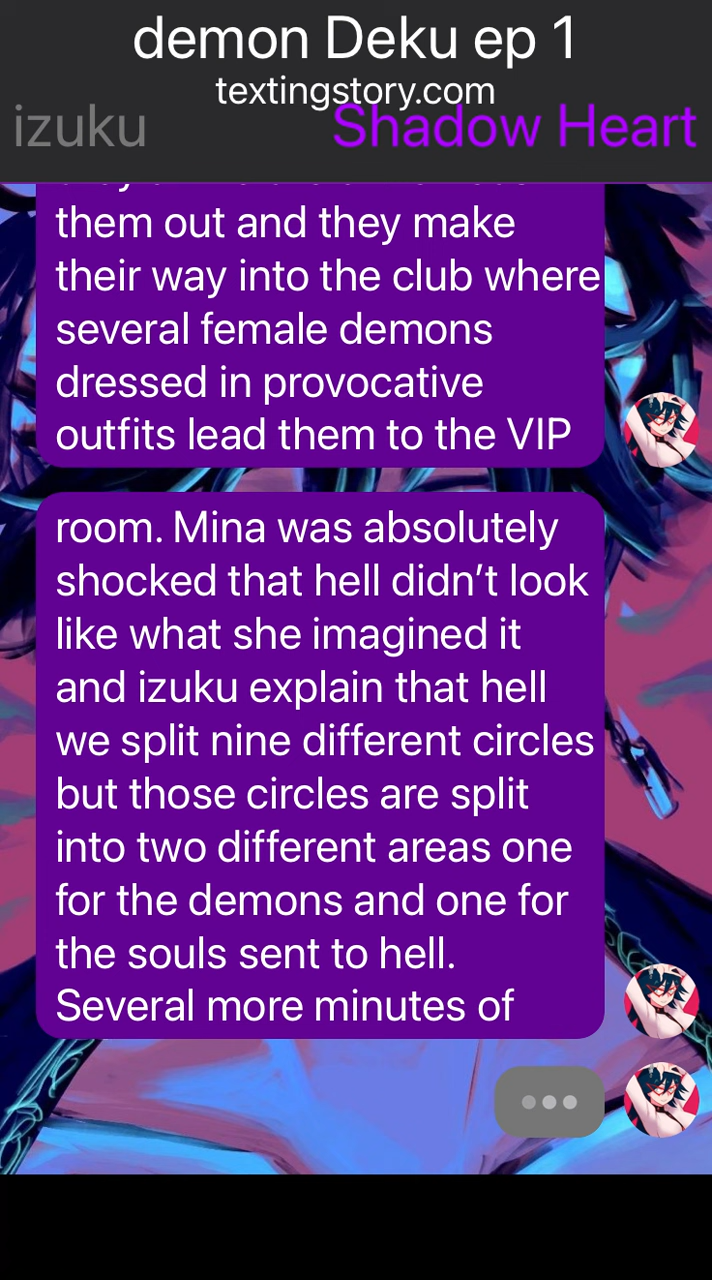 demon Deku ep 1
textingstory.com
izuku
Shadow Heart
them out and they make
their way into the club where
several female demons
dressed in provocative
outfits lead them to the VIP
room. Mina was absolutely
shocked that hell didn’t look
like what she imagined it
and izuku explain that hell
we split nine different circles
but those circles are split
into two different areas one
for the demons and one for
the souls sent to hell.
Several more minutes of